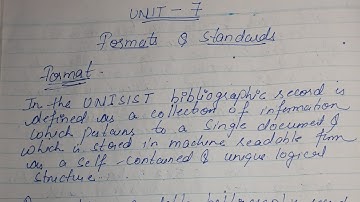 UNIT - 7
Formats & Standards
Format -
In the UNISIST bibliographic record is
defined as a collection of information
which pertains to a single document &
which is stored in machine readable form
as a self-contained & unique logical
structure.